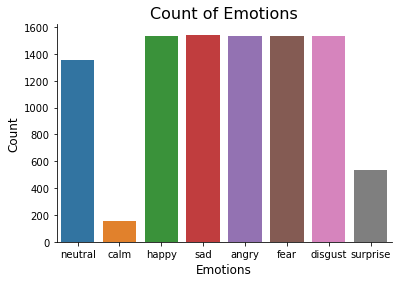 Count of Emotions
1600
1400
1200
1000
800
600
400
200
0
Count
neutral calm happy sad angry fear disgust surprise
Emotions